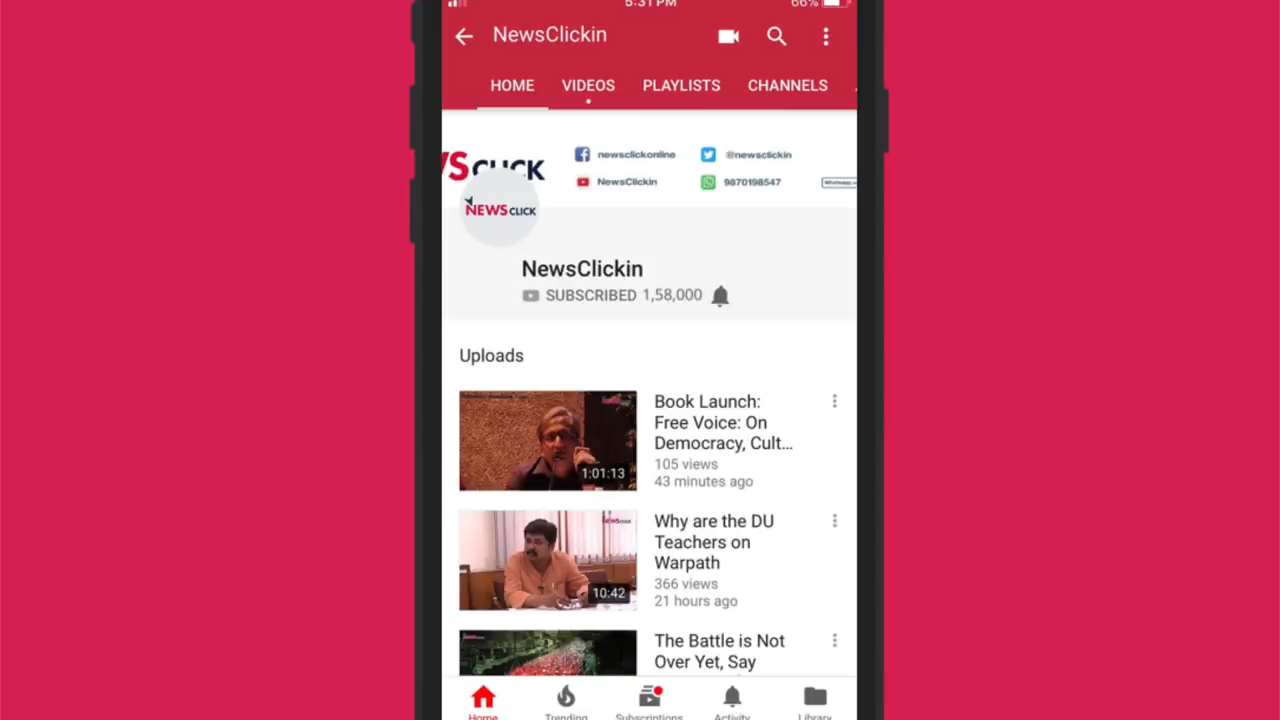 5:31 PM
66%
NewsClickin
HOME VIDEOS PLAYLISTS CHANNELS
WS CLICK
newsclickonline
@newsclickin
NewsClickin
9870198547
NEWS CLICK
NewsClickin
SUBSCRIBED 1,58,000
Uploads
Book Launch:
Free Voice: On
Democracy, Cult...
105 views
43 minutes ago
1:01:13
Why are the DU
Teachers on
Warpath
366 views
21 hours ago
NEWSCLICK
10:42
The Battle is Not
Over Yet, Say
Home Trending Subscriptions Activity Library